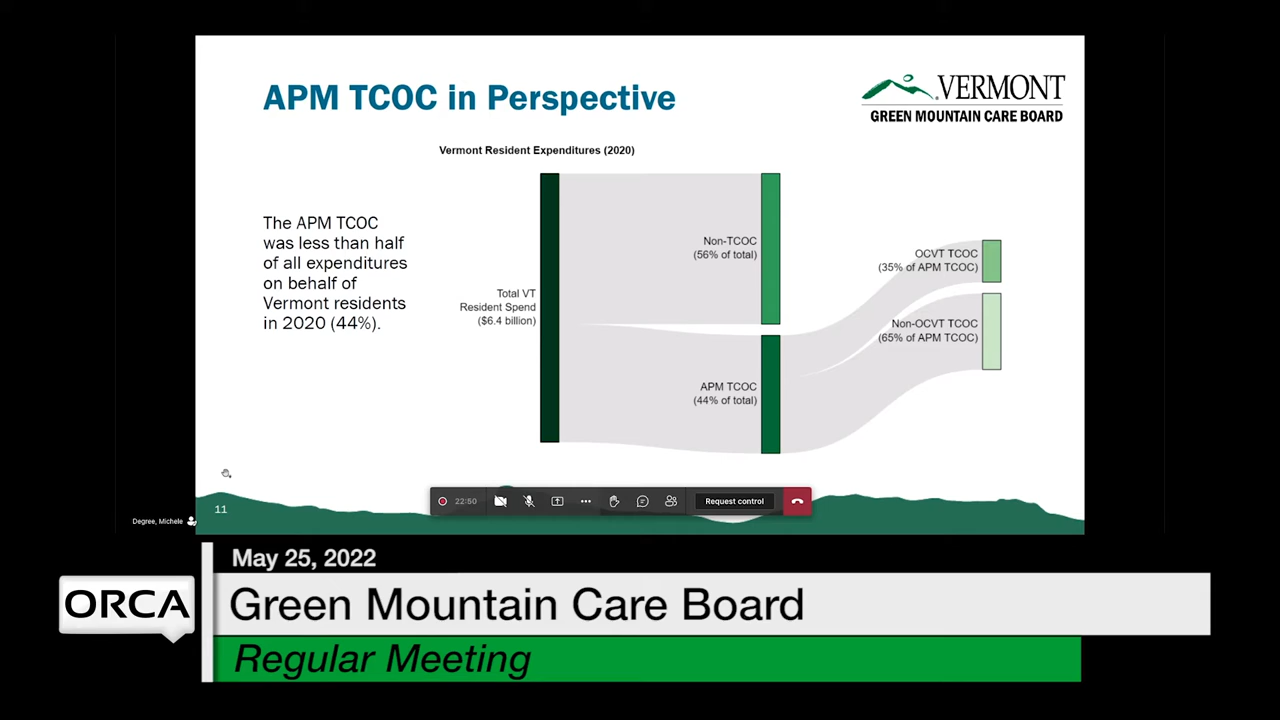 APM TCOC in Perspective
VERMONT
GREEN MOUNTAIN CARE BOARD
Vermont Resident Expenditures (2020)
The APM TCOC
was less than half
of all expenditures
on behalf of
Vermont residents
in 2020 (44%).
Total VT
Resident Spend
($6.4 billion)
Non-TCOC
(56% of total)
APM TCOC
(44% of total)
OCVT TCOC
(35% of APM TCOC)
Non-OCVT TCOC
(65% of APM TCOC)
22:50
Request control
11
Degree, Michele
May 25, 2022
ORCA
Green Mountain Care Board
Regular Meeting